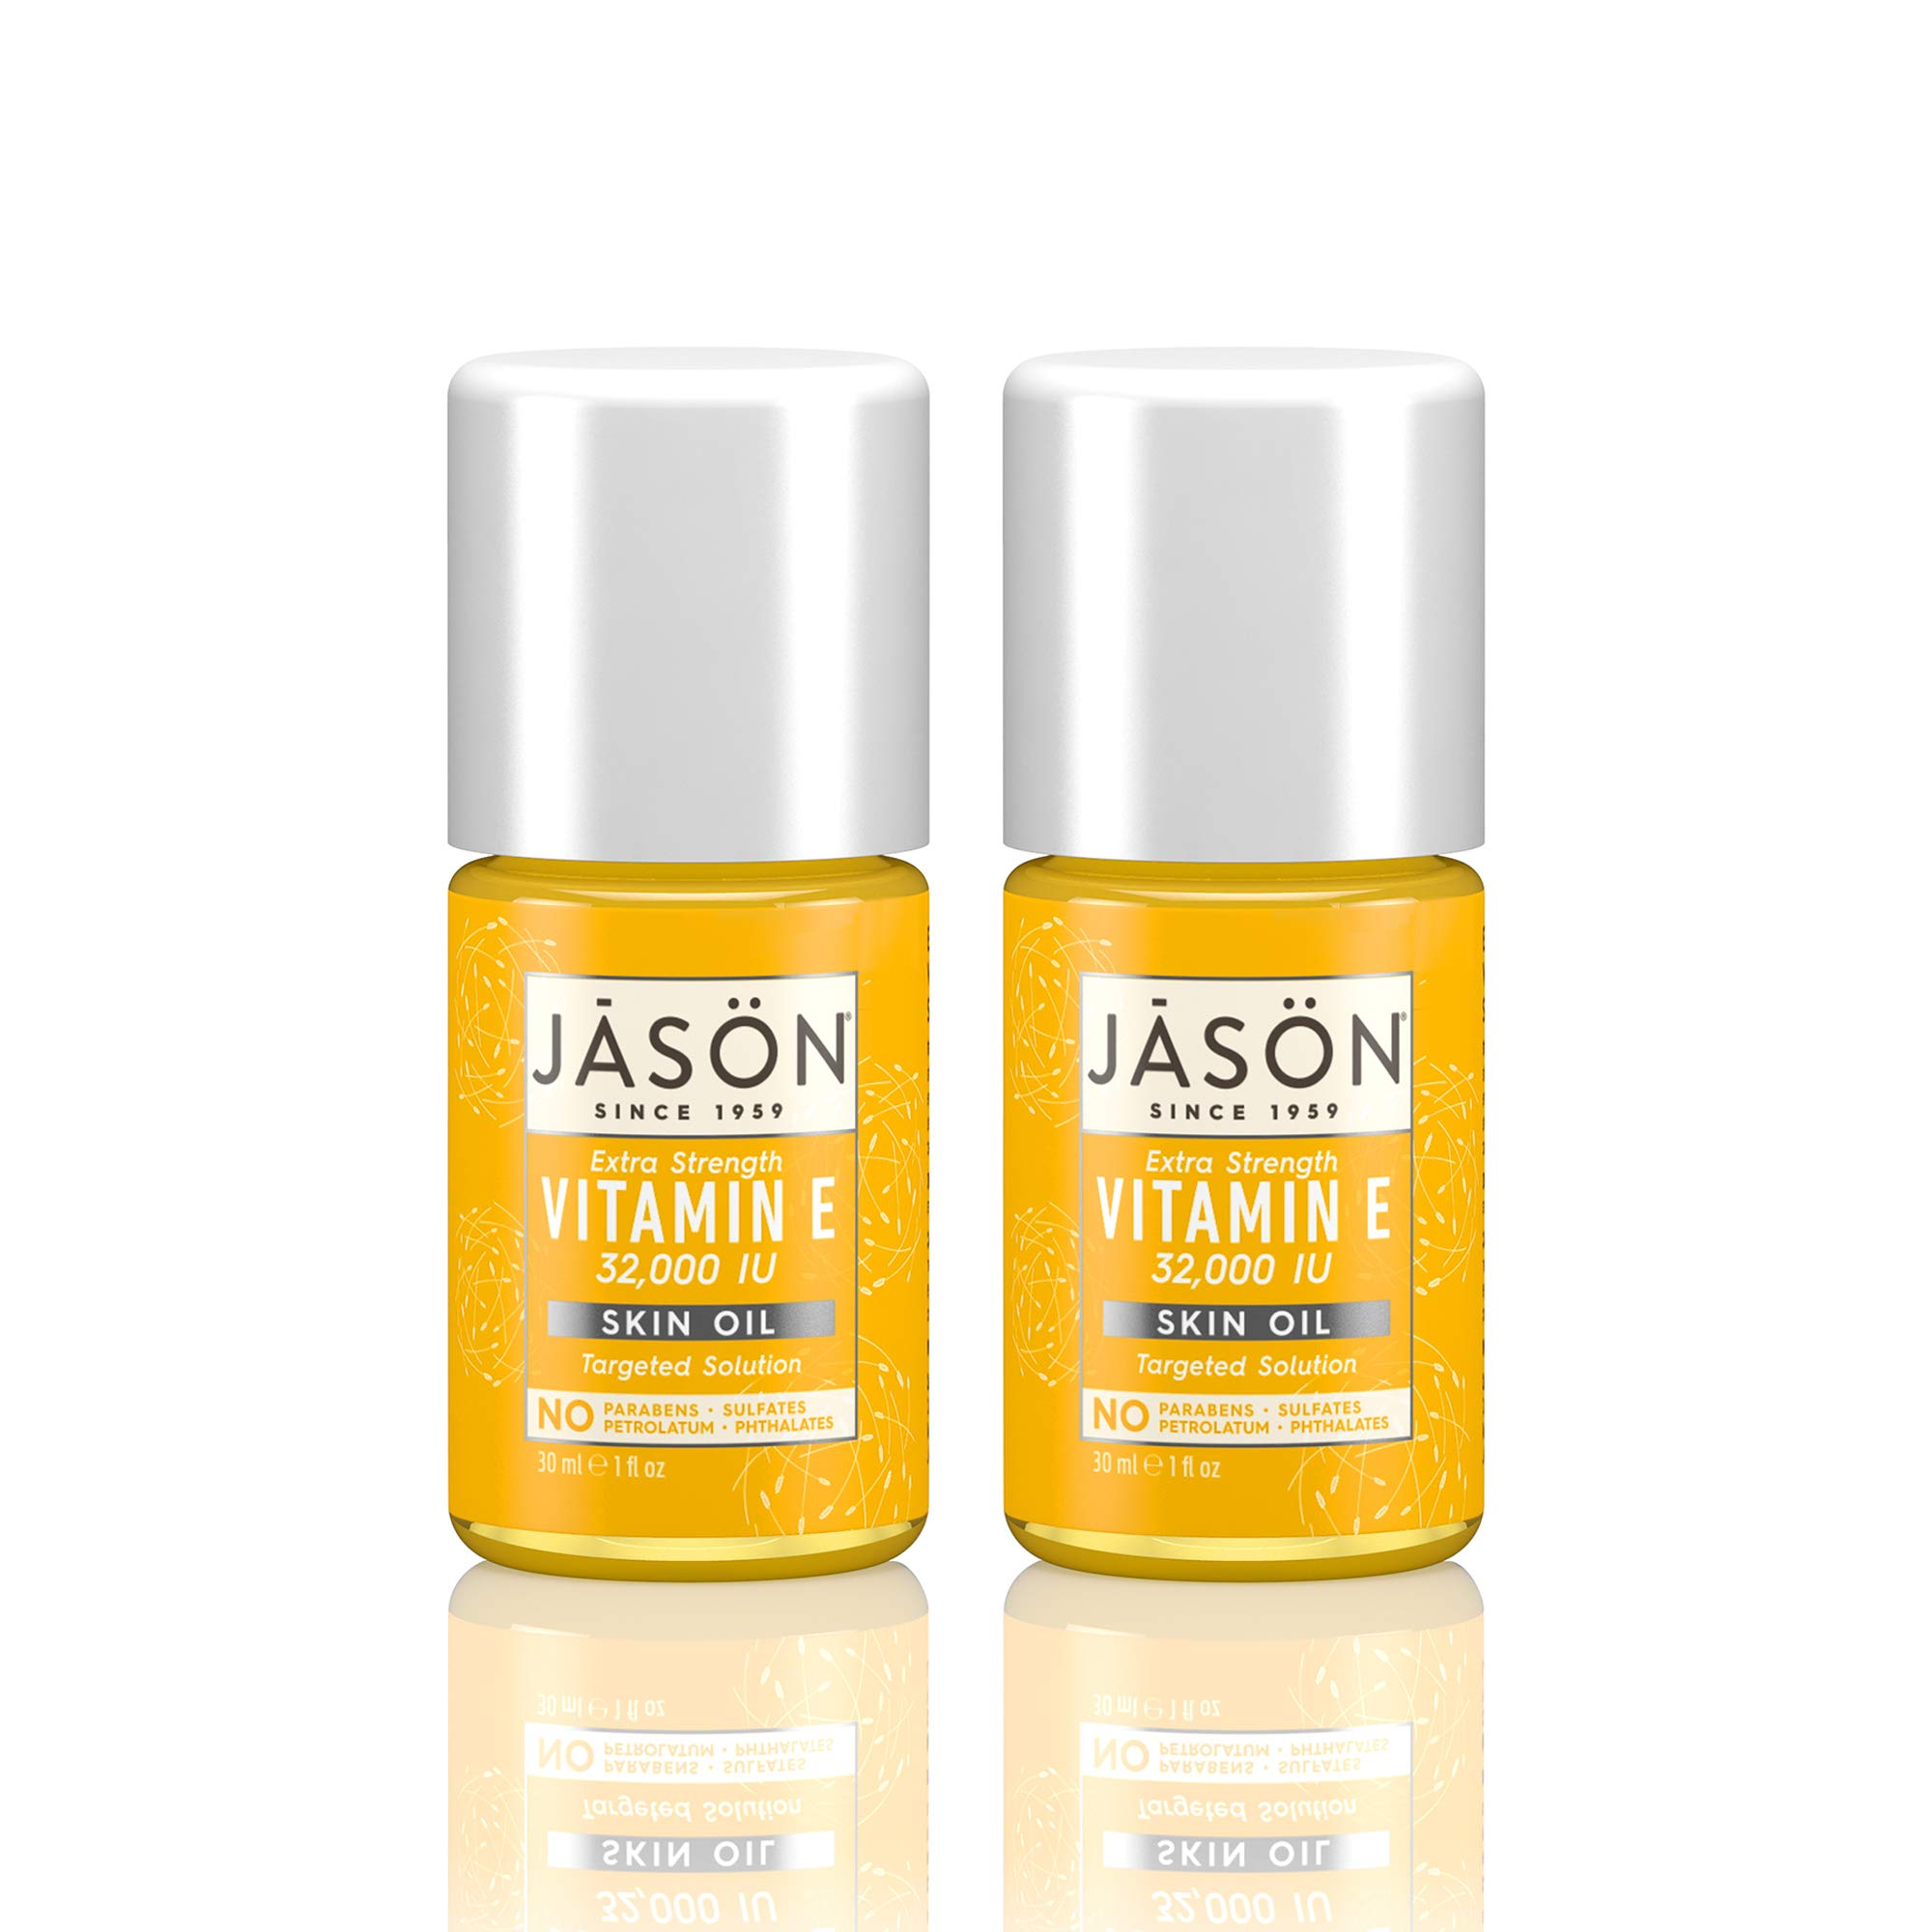 JĀSÖN®
SINCE 1959
Extra Strength
VITAMIN E
32,000 IU
SKIN OIL
Targeted Solution
NO PARABENS • SULFATES
PETROLATUM • PHTHALATES
30 ml ℮ 1 fl oz
JĀSÖN®
SINCE 1959
Extra Strength
VITAMIN E
32,000 IU
SKIN OIL
Targeted Solution
NO PARABENS • SULFATES
PETROLATUM • PHTHALATES
30 ml ℮ 1 fl oz